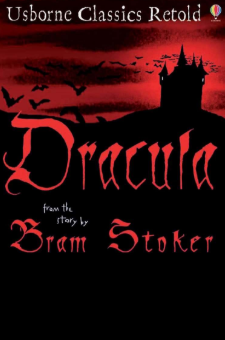 Usborne Classics Retold
Dracula
from the
story by
Bram Stoker